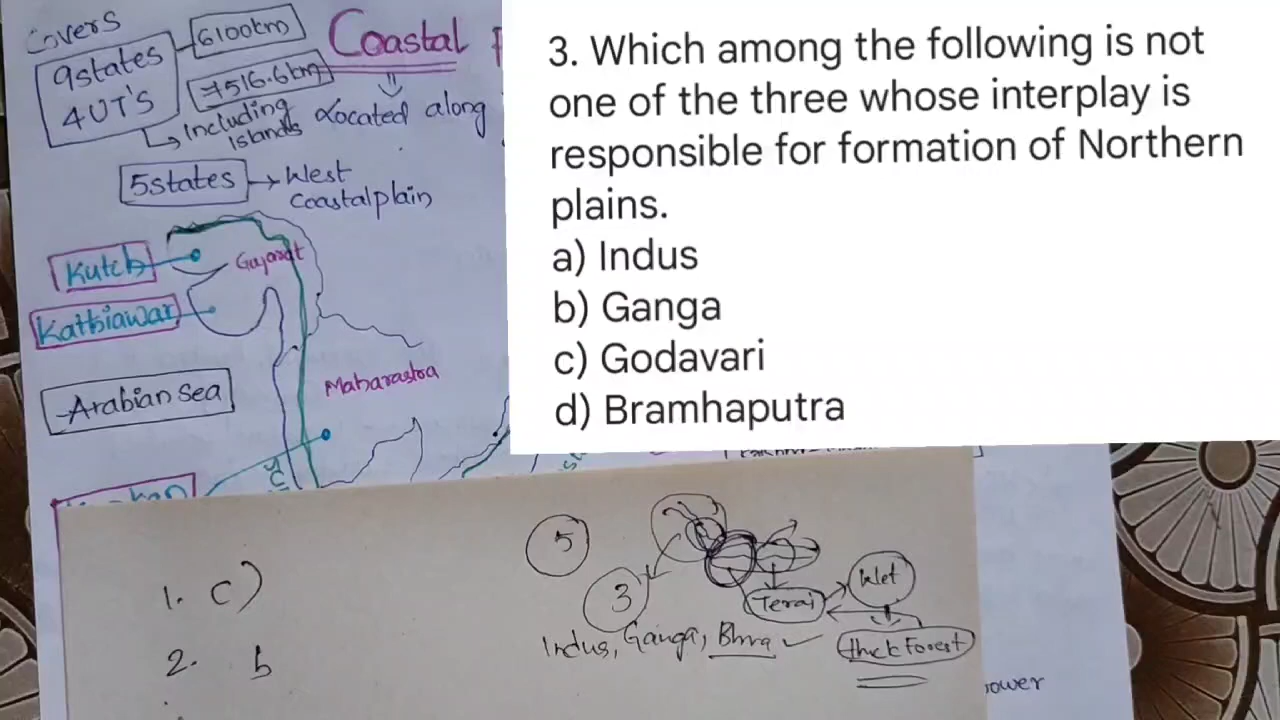 Covers
9states
4UT'S
6100km
7516.6km
Including
Islands
Coastal
Located along
5states → West
Coastalplain
Kutch
Gujarat
Kathiawar
Maharastra
Arabian Sea
3. Which among the following is not
one of the three whose interplay is
responsible for formation of Northern
plains.
a) Indus
b) Ganga
c) Godavari
d) Bramhaputra
1. c)
2. b
5
3
Terai
Wet
thick Forest
Indus, Ganga, Bhra